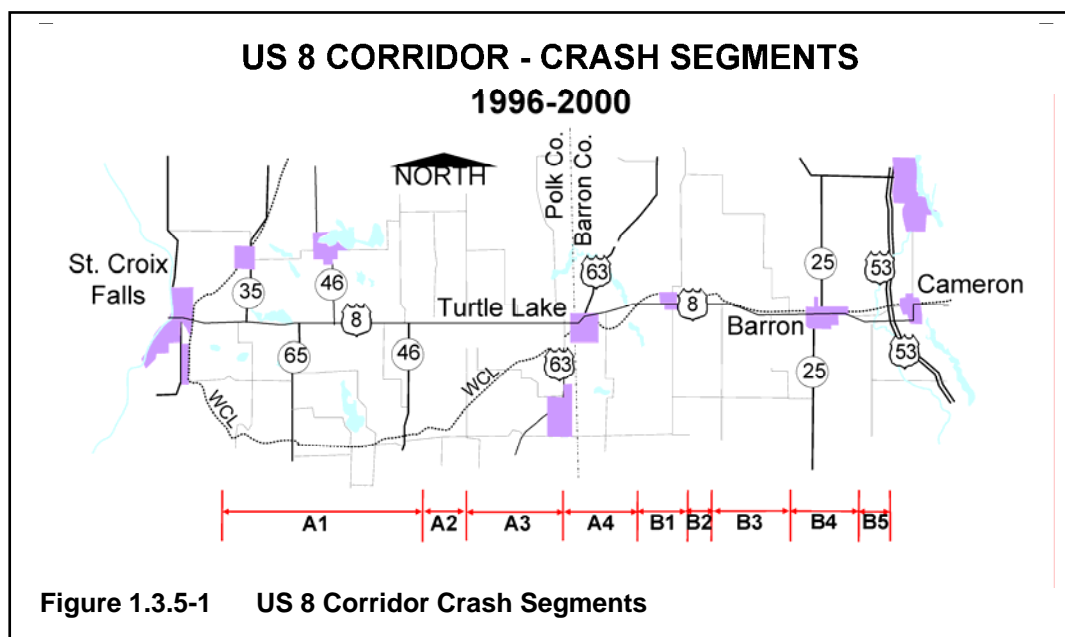 US 8 CORRIDOR - CRASH SEGMENTS
1996-2000
NORTH
Polk Co.
Barron Co.
St. Croix
Falls
35
46
63
25
53
Cameron
Turtle Lake
8
8
Barron
65
46
63
25
53
WCL
WCL
A1
A2
A3
A4
B1
B2
B3
B4
B5
Figure 1.3.5-1 US 8 Corridor Crash Segments